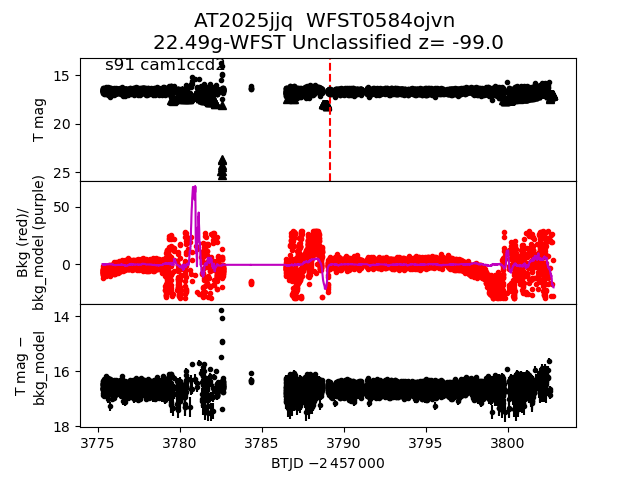 AT2025jjq  WFST0584ojvn
22.49g-WFST Unclassified z= -99.0
s91 cam1ccd2
15
20
25
T mag
50
0
Bkg (red)/
bkg_model (purple)
14
16
18
T mag −
bkg_model
3775 3780 3785 3790 3795 3800
BTJD −2 457 000